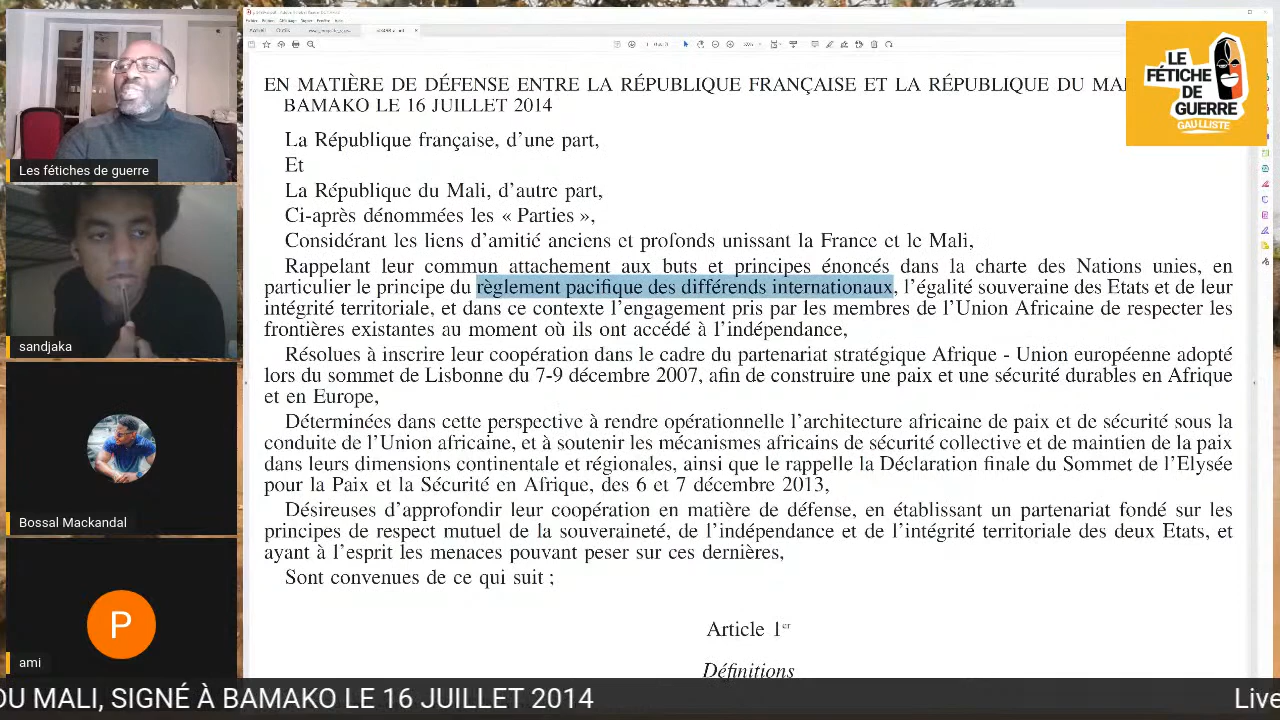 EN MATIÈRE DE DÉFENSE ENTRE LA RÉPUBLIQUE FRANÇAISE ET LA RÉPUBLIQUE DU
BAMAKO LE 16 JUILLET 2014
La République française, d'une part,
Et
La République du Mali, d'autre part,
Ci-après dénommées les « Parties »,
Considérant les liens d'amitié anciens et profonds unissant la France et le Mali,
Rappelant leur commun attachement aux buts et principes énoncés dans la charte des Nations unies, en
particulier le principe du règlement pacifique des différends internationaux, l'égalité souveraine des Etats et de leur
intégrité territoriale, et dans ce contexte l'engagement pris par les membres de l'Union Africaine de respecter les
frontières existantes au moment où ils ont accédé à l'indépendance,
Résolues à inscrire leur coopération dans le cadre du partenariat stratégique Afrique - Union européenne adopté
lors du sommet de Lisbonne du 7-9 décembre 2007, afin de construire une paix et une sécurité durables en Afrique
et en Europe,
Déterminées dans cette perspective à rendre opérationnelle l'architecture africaine de paix et de sécurité sous la
conduite de l'Union africaine, et à soutenir les mécanismes africains de sécurité collective et de maintien de la paix
dans leurs dimensions continentale et régionales, ainsi que le rappelle la Déclaration finale du Sommet de l'Elysée
pour la Paix et la Sécurité en Afrique, des 6 et 7 décembre 2013,
Désireuses d'approfondir leur coopération en matière de défense, en établissant un partenariat fondé sur les
principes de respect mutuel de la souveraineté, de l'indépendance et de l'intégrité territoriale des deux Etats, et
ayant à l'esprit les menaces pouvant peser sur ces dernières,
Sont convenues de ce qui suit ;
Article 1er
Définitions
LE
FÉTICHE
DE
GUERRE
GAULLISTE
Les fétiches de guerre
sandjaka
Bossal Mackandal
P
ami
DU MALI, SIGNÉ À BAMAKO LE 16 JUILLET 2014
Live